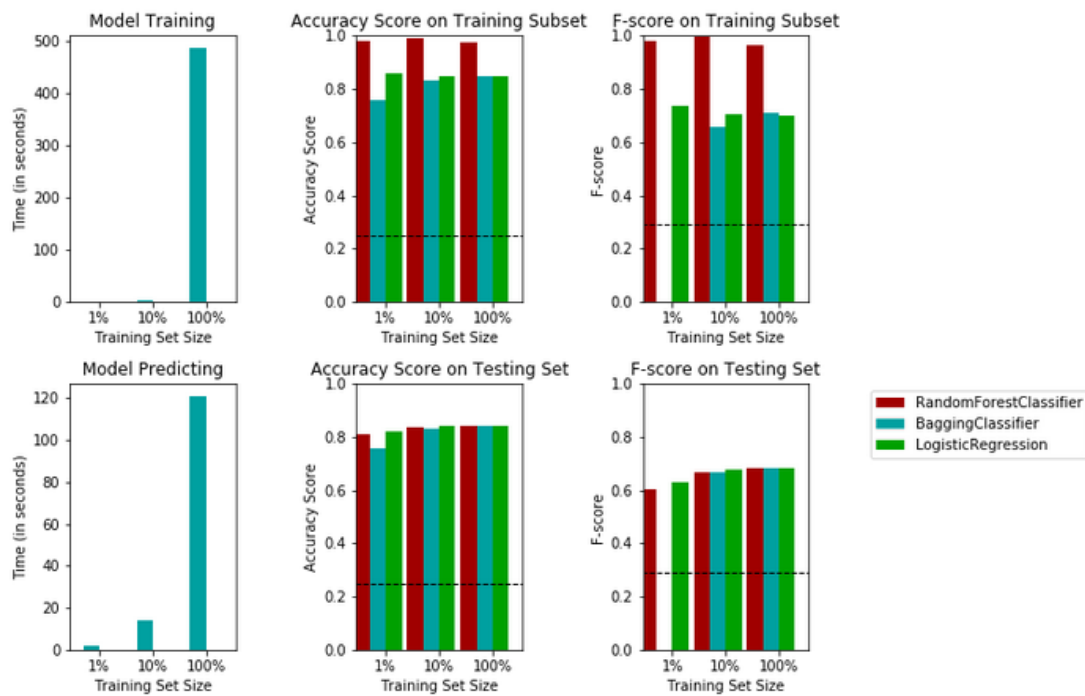 Model Training
Time (in seconds)
500
400
300
200
100
0
1%
10%
100%
Training Set Size
Accuracy Score on Training Subset
Accuracy Score
1.0
0.8
0.6
0.4
0.2
0.0
1%
10%
100%
Training Set Size
F-score on Training Subset
F-score
1.0
0.8
0.6
0.4
0.2
0.0
1%
10%
100%
Training Set Size
Model Predicting
Time (in seconds)
120
100
80
60
40
20
0
1%
10%
100%
Training Set Size
Accuracy Score on Testing Set
Accuracy Score
1.0
0.8
0.6
0.4
0.2
0.0
1%
10%
100%
Training Set Size
F-score on Testing Set
F-score
1.0
0.8
0.6
0.4
0.2
0.0
1%
10%
100%
Training Set Size
RandomForestClassifier
BaggingClassifier
LogisticRegression